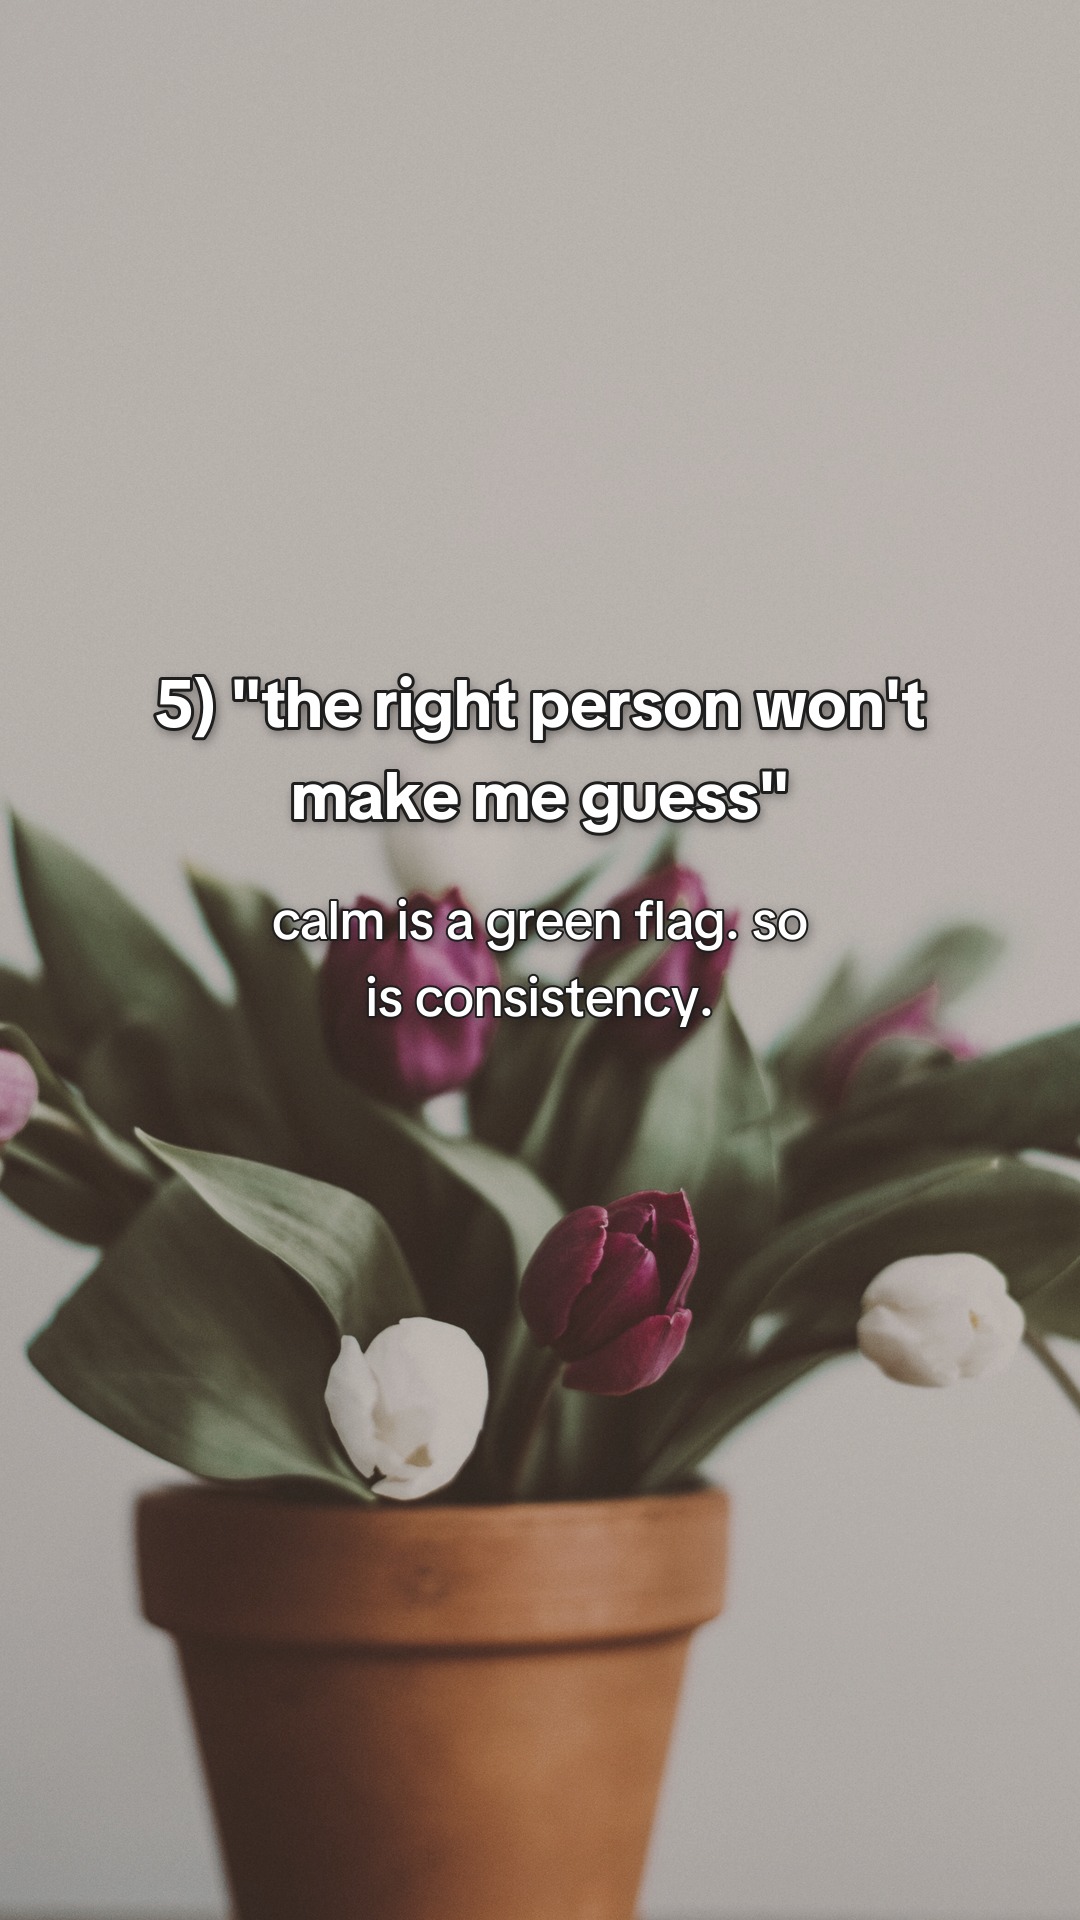 5) "the right person won't
make me guess"
calm is a green flag. so
is consistency.